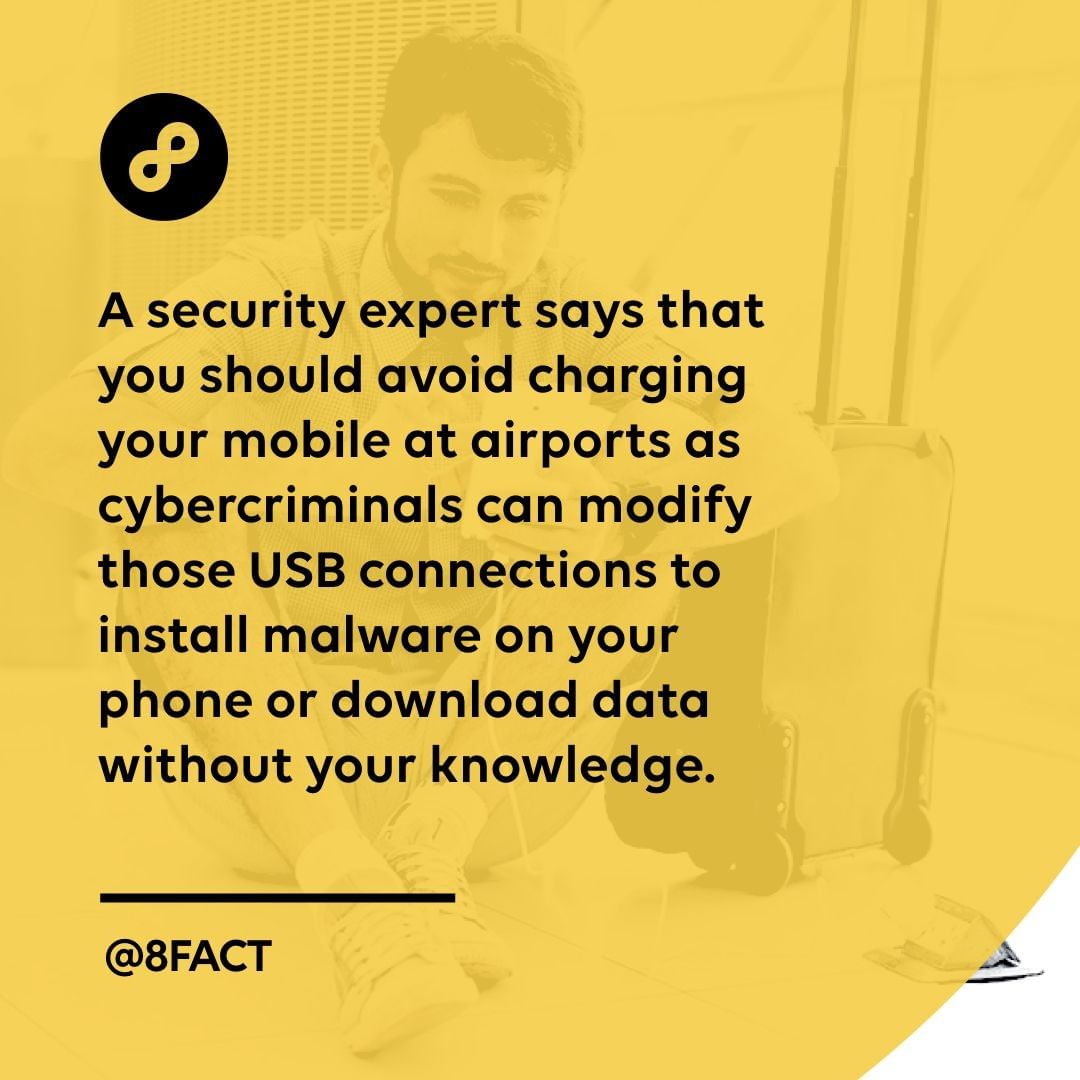 A security expert says that
you should avoid charging
your mobile at airports as
cybercriminals can modify
those USB connections to
install malware on your
phone or download data
without your knowledge.
@8FACT